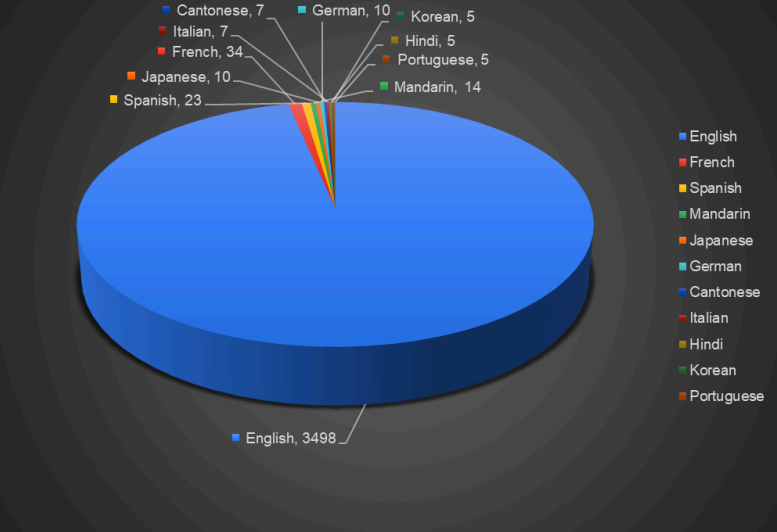 Cantonese, 7
German, 10
Korean, 5
Italian, 7
Hindi, 5
French, 34
Portuguese, 5
Japanese, 10
Mandarin, 14
Spanish, 23
English, 3498
English
French
Spanish
Mandarin
Japanese
German
Cantonese
Italian
Hindi
Korean
Portuguese